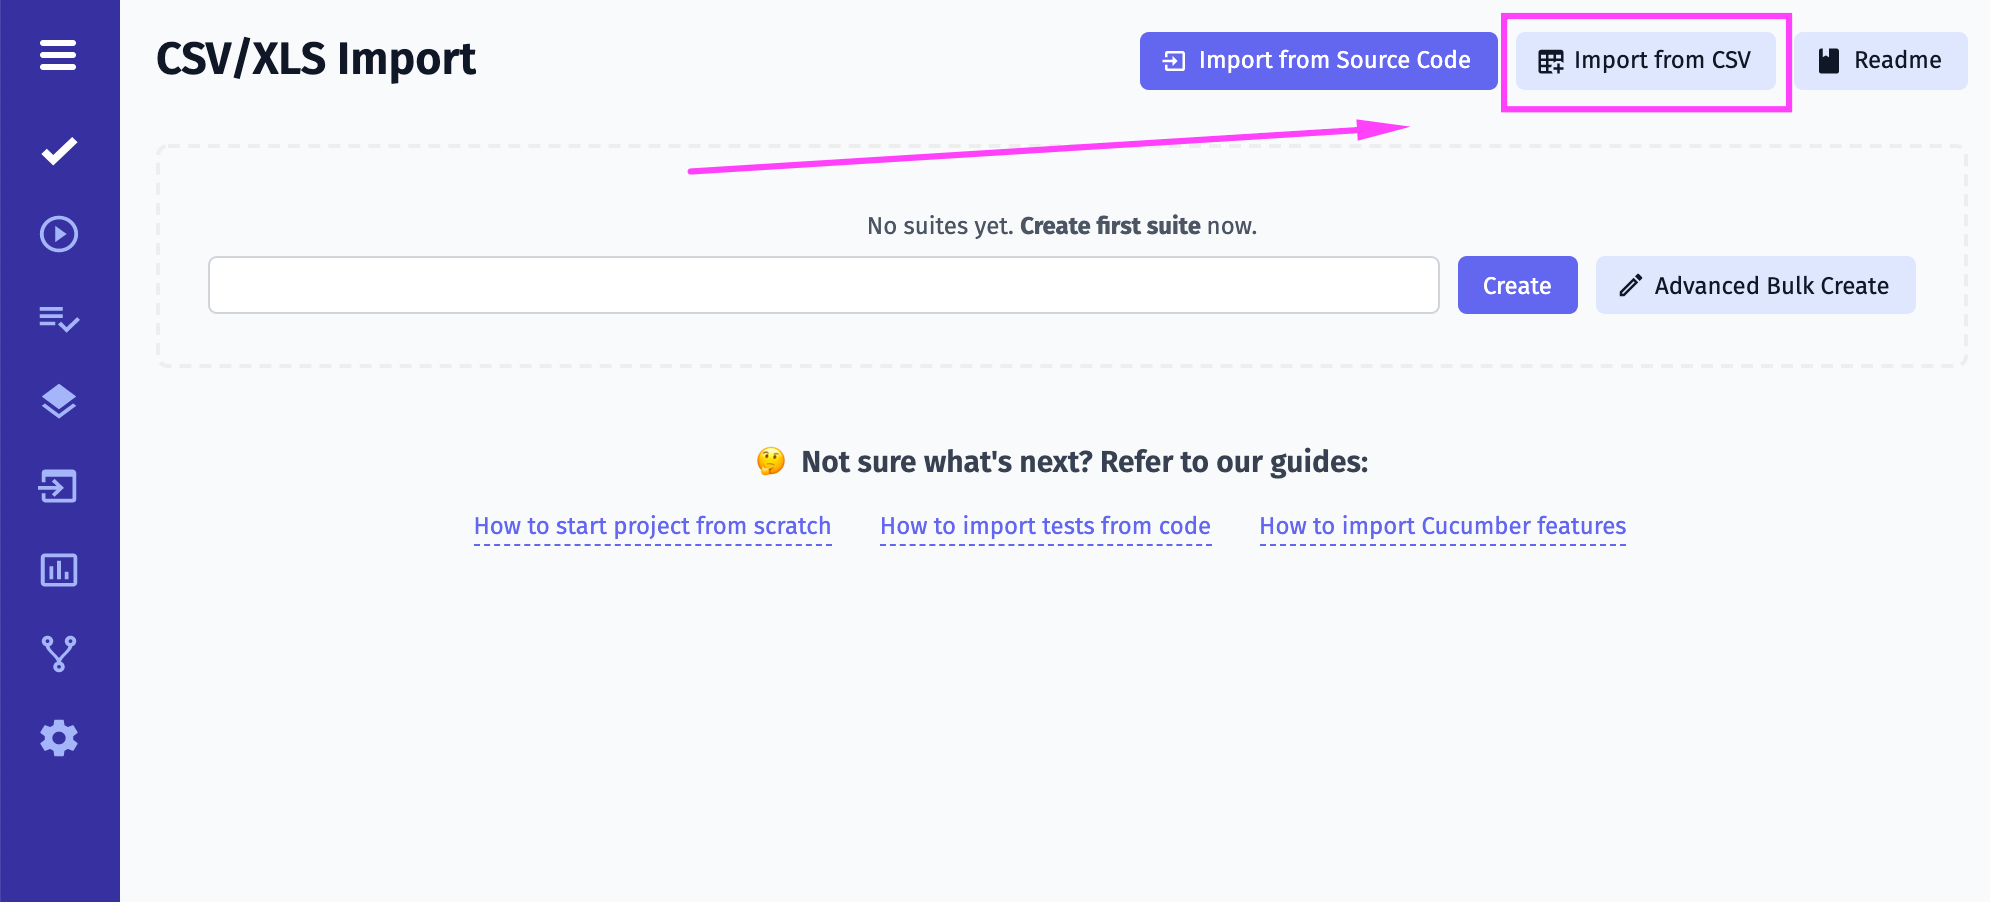 CSV/XLS Import
Import from Source Code
Import from CSV
Readme
No suites yet. Create first suite now.
Create
Advanced Bulk Create
🤔 Not sure what's next? Refer to our guides:
How to start project from scratch
How to import tests from code
How to import Cucumber features